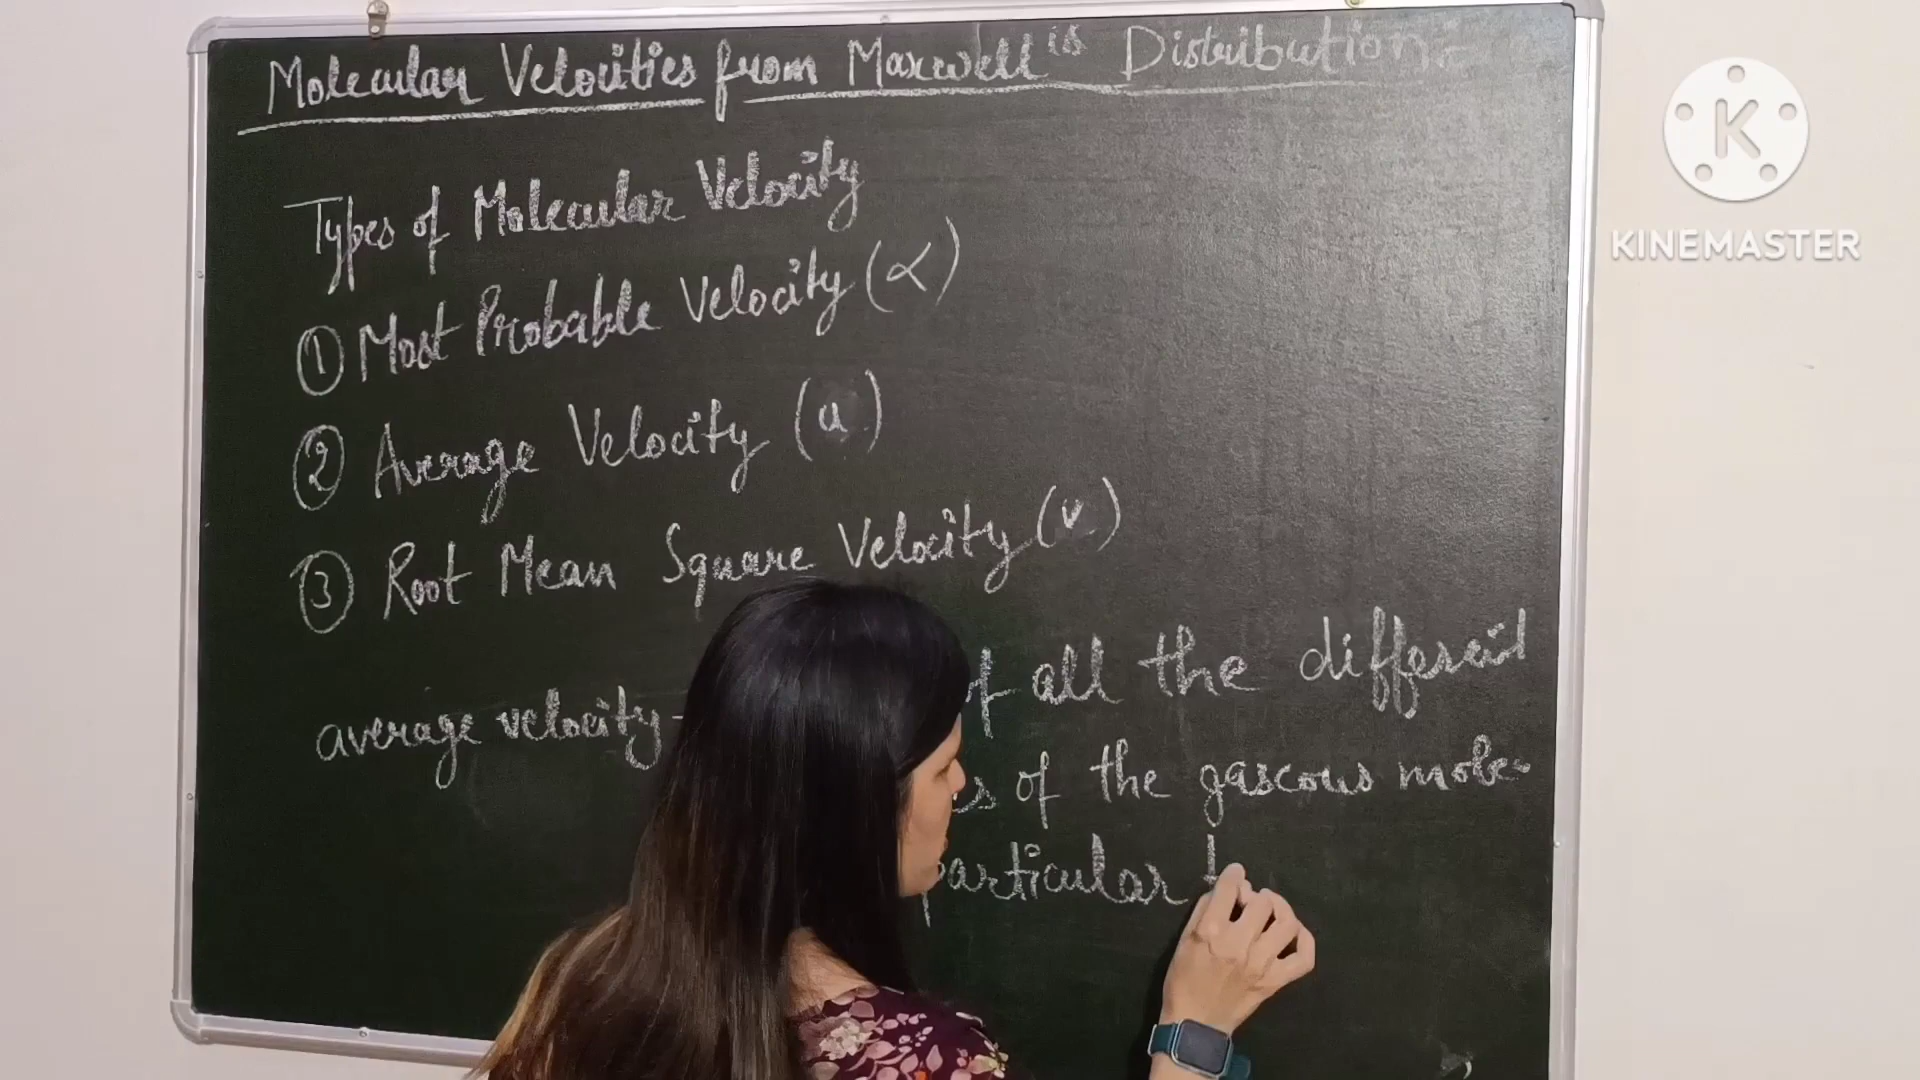 Molecular Velocities from Maxwell's Distribution:-
Types of Molecular Velocity
① Most Probable Velocity (α)
② Average Velocity (u)
③ Root Mean Square Velocity (v)
average velocity - of all the different
of the gaseous mole-
particular
K
KINEMASTER